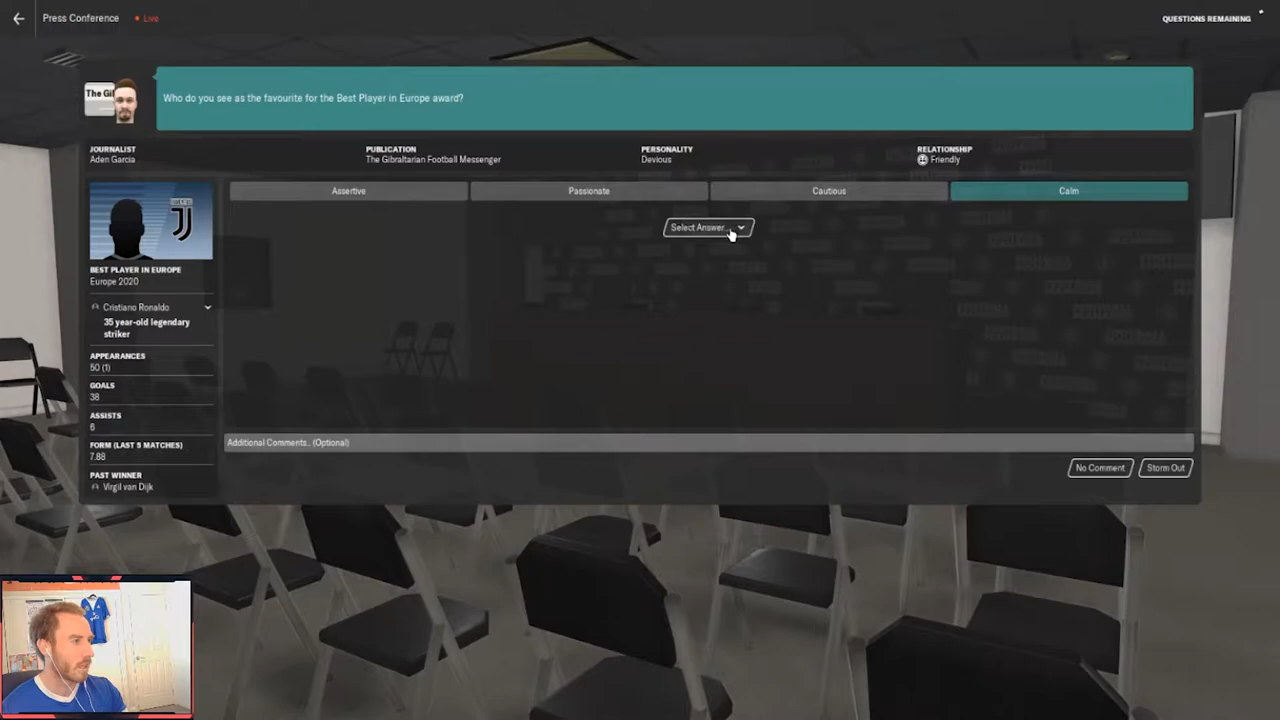 Press Conference
Live
QUESTIONS REMAINING
The Gi
Who do you see as the favourite for the Best Player in Europe award?
JOURNALIST
Aden Garcia
PUBLICATION
The Gibraltarian Football Messenger
PERSONALITY
Devious
RELATIONSHIP
Friendly
Assertive
Passionate
Cautious
Calm
Select Answer...
BEST PLAYER IN EUROPE
Europe 2020
Cristiano Ronaldo
35 year-old legendary
striker
APPEARANCES
50 (1)
GOALS
38
ASSISTS
6
FORM (LAST 5 MATCHES)
7.88
PAST WINNER
Virgil van Dijk
Additional Comments. (Optional)
No Comment
Storm Out